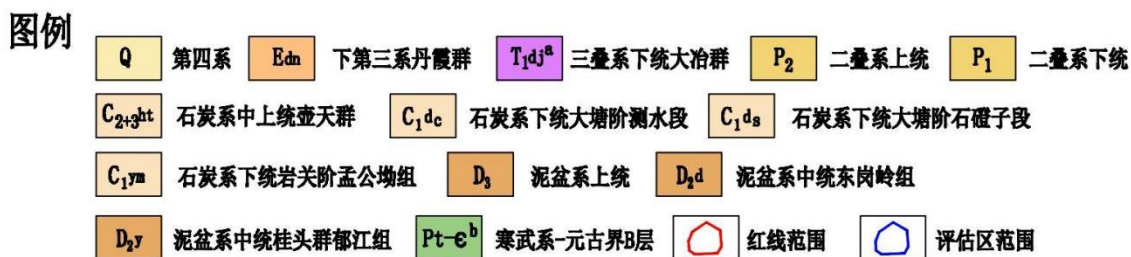 图例
Q 第四系 Edn 下第三系丹霞群 T₁djᵃ 三叠系下统大冶群 P₂ 二叠系上统 P₁ 二叠系下统
C₂₊₃ht 石炭系中上统壶天群 C₁dc 石炭系下统大塘阶测水段 C₁ds 石炭系下统大塘阶石磴子段
C₁ym 石炭系下统岩关阶孟公坳组 D₃ 泥盆系上统 D₂d 泥盆系中统东岗岭组
D₂y 泥盆系中统桂头群郁江组 Pt-Єᵇ 寒武系-元古界B层 红线范围 评估区范围